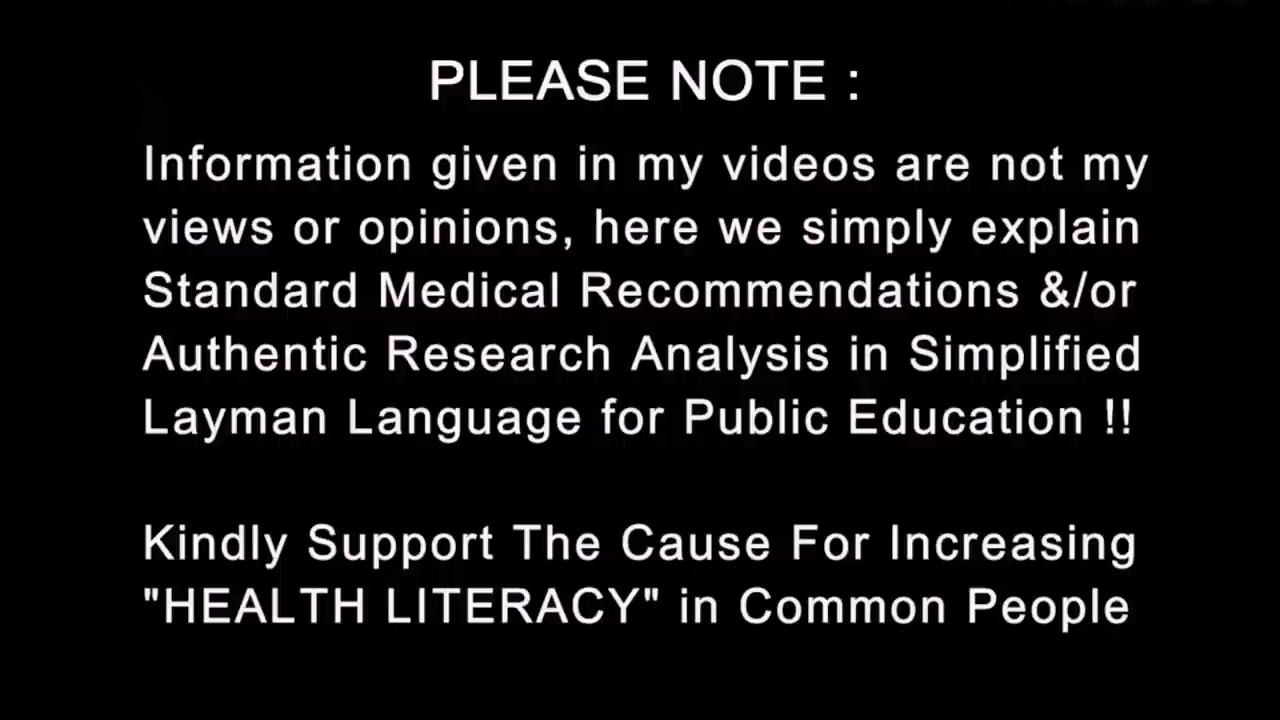 PLEASE NOTE :
Information given in my videos are not my
views or opinions, here we simply explain
Standard Medical Recommendations &/or
Authentic Research Analysis in Simplified
Layman Language for Public Education !!
Kindly Support The Cause For Increasing
"HEALTH LITERACY" in Common People